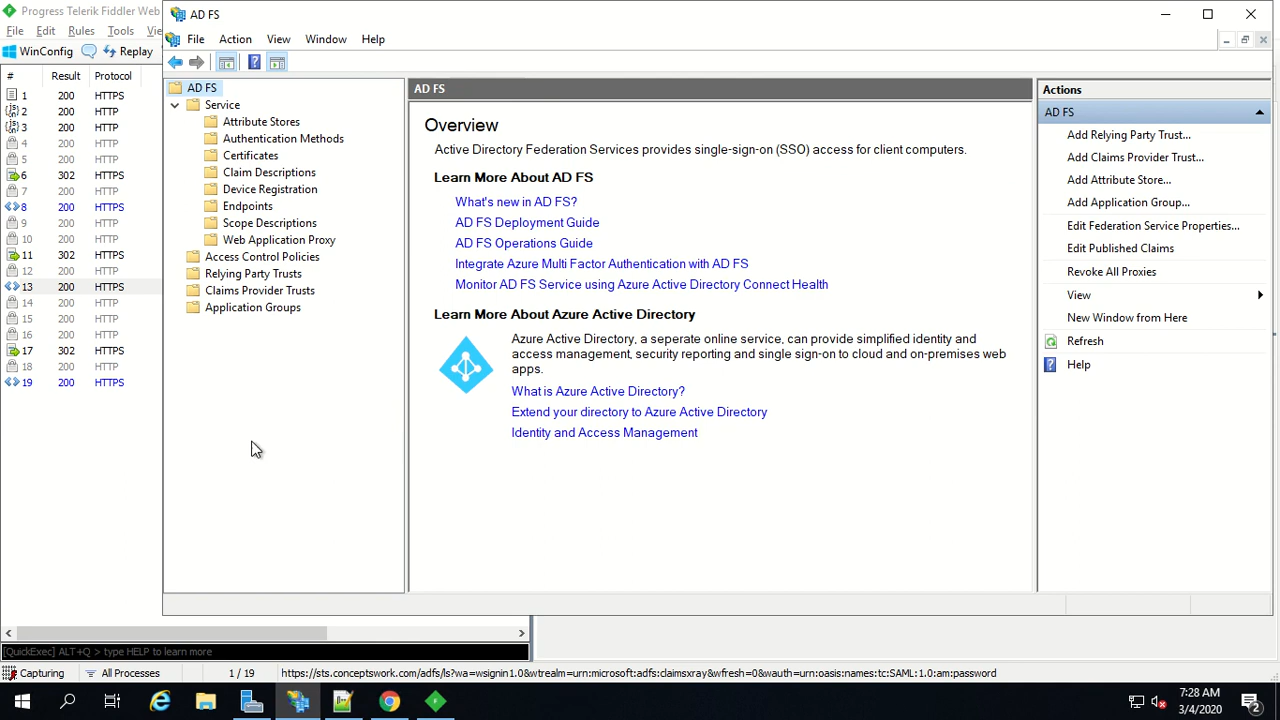 Progress Telerik Fiddler Web
File Edit Rules Tools Vi
WinConfig Replay
# Result Protocol
1 200 HTTPS
2 200 HTTP
3 200 HTTP
4 200 HTTP
5 200 HTTP
6 302 HTTPS
7 200 HTTP
8 200 HTTPS
9 200 HTTP
10 200 HTTP
11 302 HTTPS
12 200 HTTP
13 200 HTTPS
14 200 HTTP
15 200 HTTP
16 200 HTTP
17 302 HTTPS
18 200 HTTP
19 200 HTTPS
AD FS
File Action View Window Help
AD FS
Service
Attribute Stores
Authentication Methods
Certificates
Claim Descriptions
Device Registration
Endpoints
Scope Descriptions
Web Application Proxy
Access Control Policies
Relying Party Trusts
Claims Provider Trusts
Application Groups
AD FS
Overview
Active Directory Federation Services provides single-sign-on (SSO) access for client computers.
Learn More About AD FS
What's new in AD FS?
AD FS Deployment Guide
AD FS Operations Guide
Integrate Azure Multi Factor Authentication with AD FS
Monitor AD FS Service using Azure Active Directory Connect Health
Learn More About Azure Active Directory
Azure Active Directory, a seperate online service, can provide simplified identity and
access management, security reporting and single sign-on to cloud and on-premises web
apps.
What is Azure Active Directory?
Extend your directory to Azure Active Directory
Identity and Access Management
Actions
AD FS
Add Relying Party Trust...
Add Claims Provider Trust...
Add Attribute Store...
Add Application Group...
Edit Federation Service Properties...
Edit Published Claims
Revoke All Proxies
View
New Window from Here
Refresh
Help
[QuickExec] ALT+Q > type HELP to learn more
Capturing All Processes 1 / 19 https://sts.conceptswork.com/adfs/ls?wa=wsignin1.0&wtrealm=urn:microsoft:adfs:claimsxray&wfresh=0&wauth=urn:oasis:names:tc:SAML:1.0:am:password
7:28 AM
3/4/2020
2